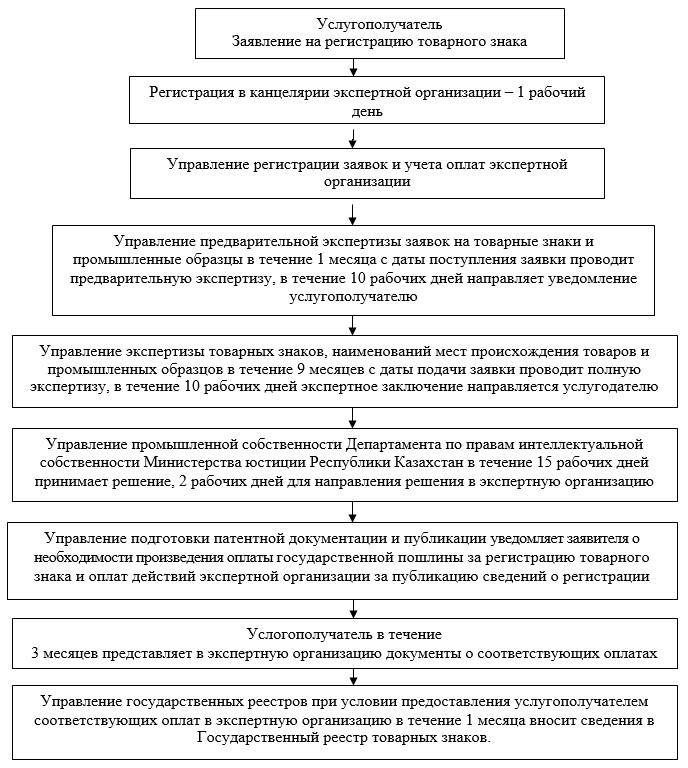 Услугополучатель
Заявление на регистрацию товарного знака
Регистрация в канцелярии экспертной организации – 1 рабочий
день
Управление регистрации заявок и учета оплат экспертной
организации
Управление предварительной экспертизы заявок на товарные знаки и
промышленные образцы в течение 1 месяца с даты поступления заявки проводит
предварительную экспертизу, в течение 10 рабочих дней направляет уведомление
услугополучателю
Управление экспертизы товарных знаков, наименований мест происхождения товаров и
промышленных образцов в течение 9 месяцев с даты подачи заявки проводит полную
экспертизу, в течение 10 рабочих дней экспертное заключение направляется услугодателю
Управление промышленной собственности Департамента по правам интеллектуальной
собственности Министерства юстиции Республики Казахстан в течение 15 рабочих дней
принимает решение, 2 рабочих дней для направления решения в экспертную организацию
Управление подготовки патентной документации и публикации уведомляет заявителя о
необходимости произведения оплаты государственной пошлины за регистрацию товарного
знака и оплат действий экспертной организации за публикацию сведений о регистрации
Услогополучатель в течение
3 месяцев представляет в экспертную организацию документы о соответствующих оплатах
Управление государственных реестров при условии предоставления услугополучателем
соответствующих оплат в экспертную организацию в течение 1 месяца вносит сведения в
Государственный реестр товарных знаков.